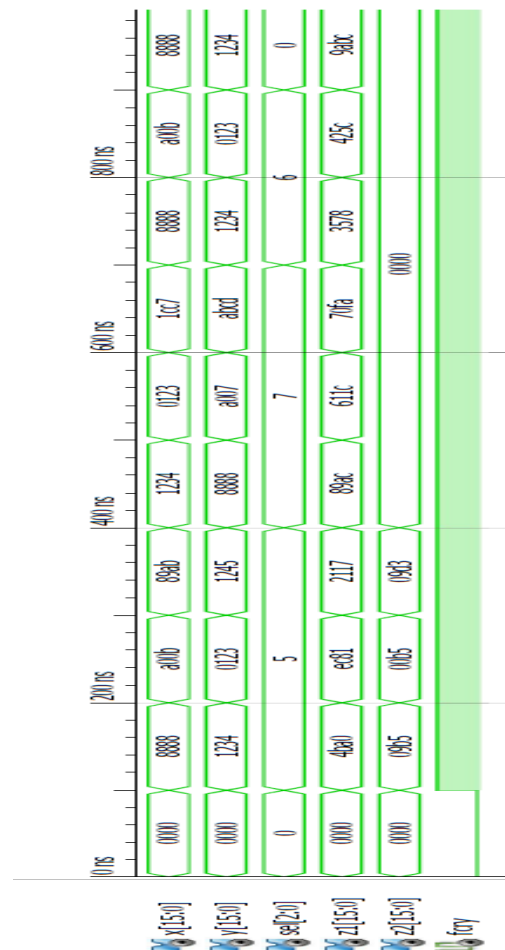 0 ns 200 ns 400 ns 600 ns 800 ns
x[15:0] 0000 8888 a00b 89ab 1234 0123 1cc7 8888 a00b 8888
y[15:0] 0000 1234 0123 1245 8888 a007 abcd 1234 0123 1234
sel[2:0] 0 5 7 6 0
z1[15:0] 0000 4ba0 ec81 2117 89ac 611c 70fa 3578 425c 9abc
z2[15:0] 0000 09b5 00b5 09d3 0000
fcry